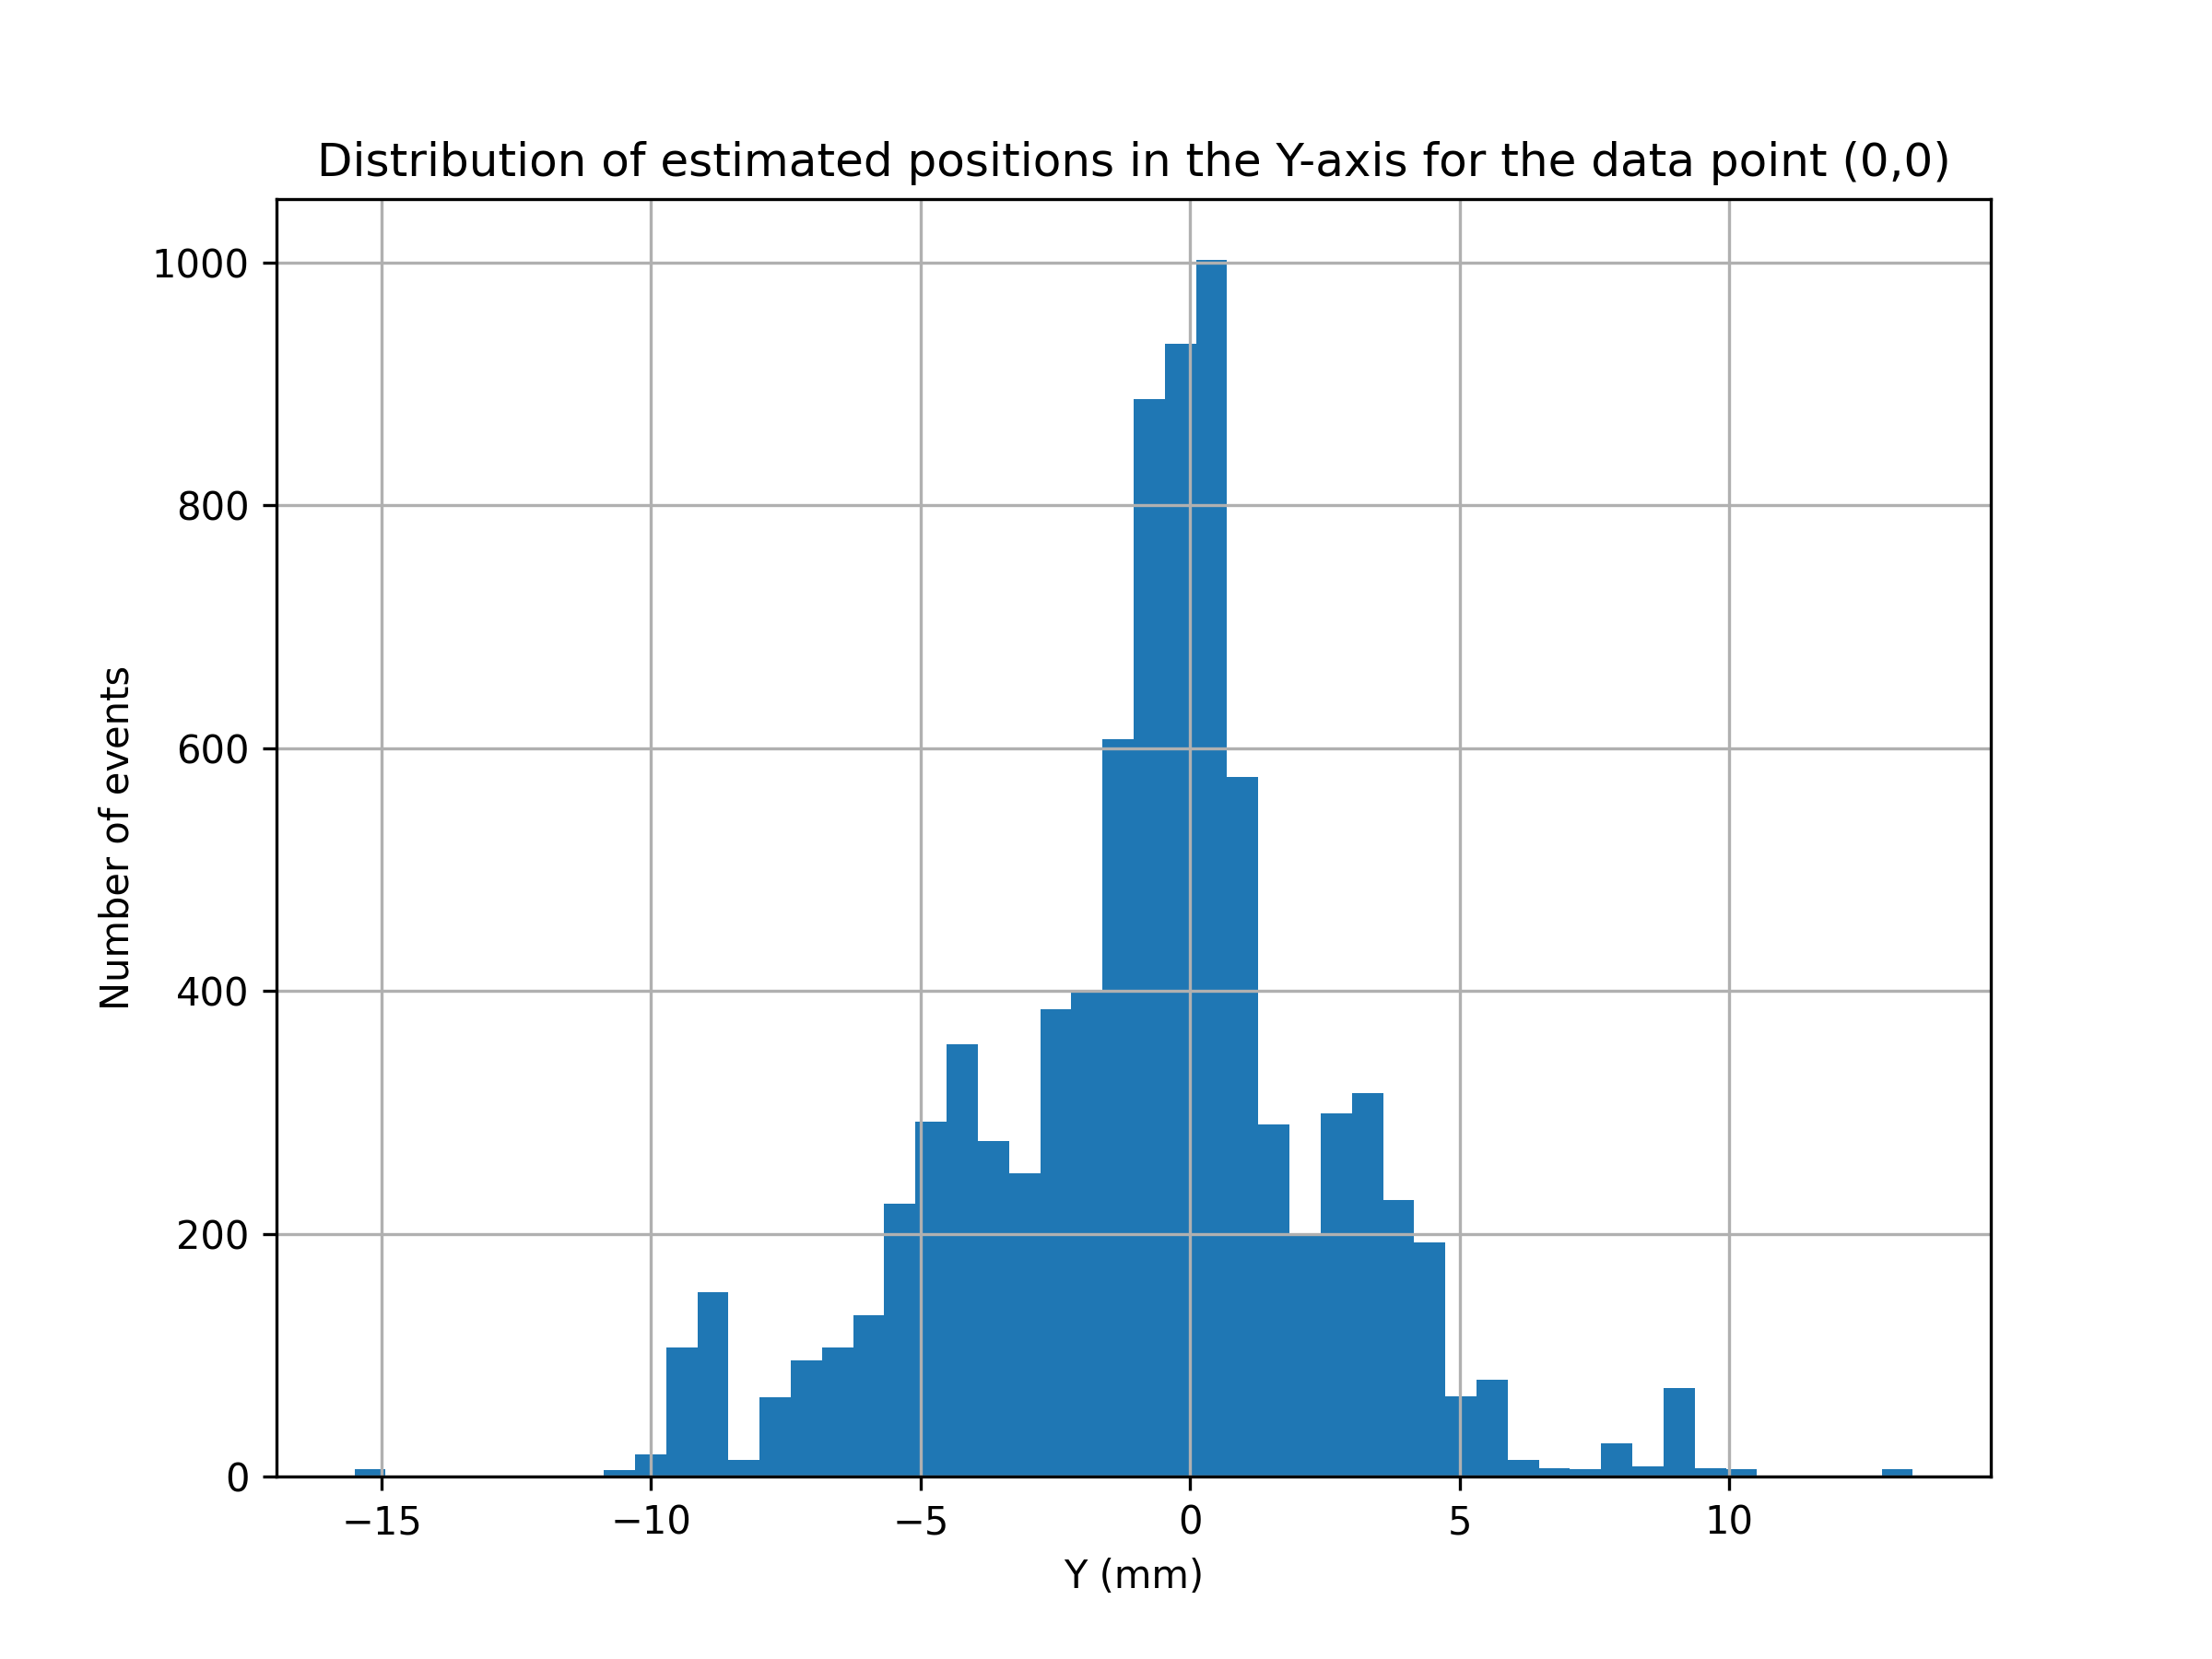 Distribution of estimated positions in the Y-axis for the data point (0,0)
1000
800
600
400
200
0
Number of events
−15 −10 −5 0 5 10
Y (mm)